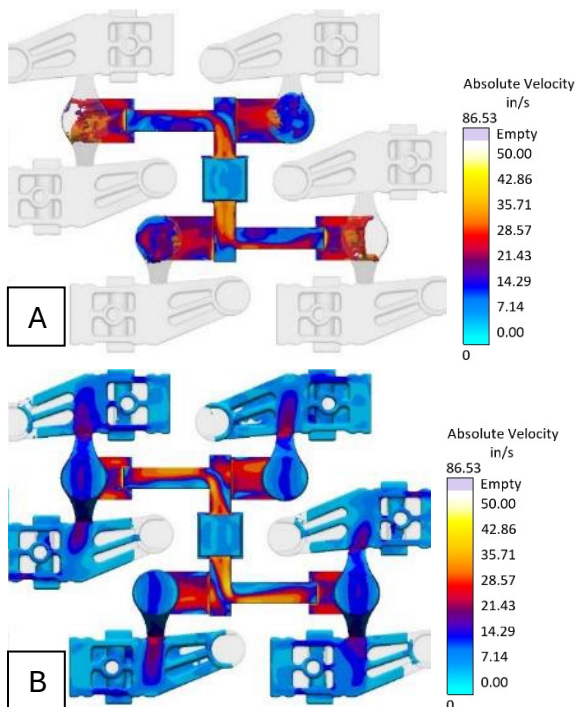 Absolute Velocity
in/s
86.53
Empty
50.00
42.86
35.71
28.57
21.43
14.29
7.14
0.00
0
A
Absolute Velocity
in/s
86.53
Empty
50.00
42.86
35.71
28.57
21.43
14.29
7.14
0.00
0
B